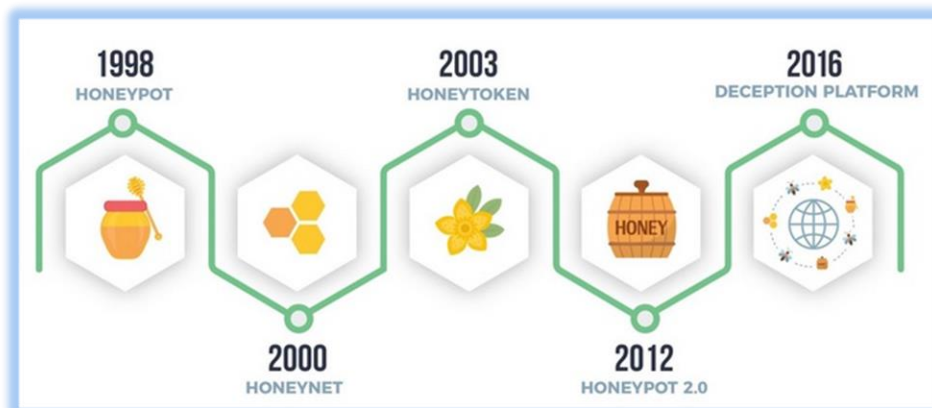 1998
HONEYPOT
2000
HONEYNET
2003
HONEYTOKEN
HONEY
2012
HONEYPOT 2.0
2016
DECEPTION PLATFORM